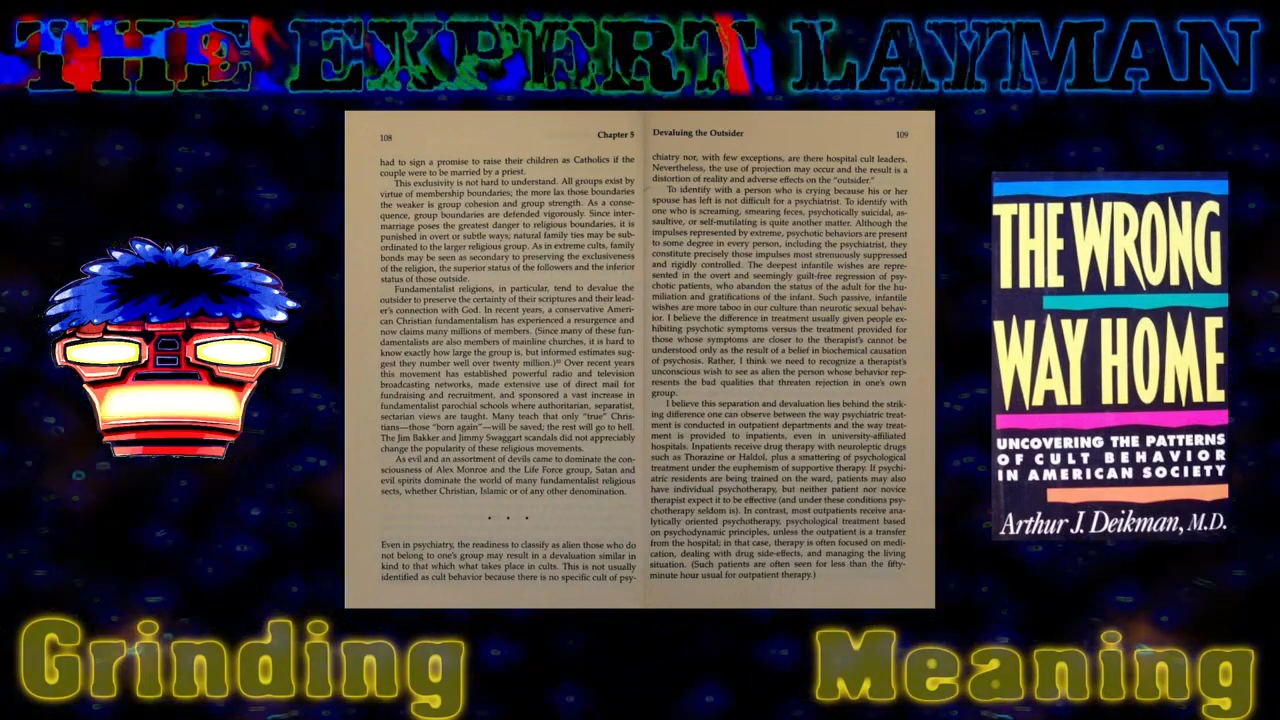 THE EXPERT LAYMAN
108 Chapter 5
had to sign a promise to raise their children as Catholics if the
couple were to be married by a priest.
This exclusivity is not hard to understand. All groups exist by
virtue of membership boundaries; the more lax those boundaries
the weaker is group cohesion and group strength. As a conse-
quence, group boundaries are defended vigorously. Since inter-
marriage poses the greatest danger to religious boundaries, it is
punished in overt or subtle ways; natural family ties may be sub-
ordinated to the larger religious group. As in extreme cults, family
bonds may be seen as secondary to preserving the exclusiveness
of the religion, the superior status of the followers and the inferior
status of those outside.
Fundamentalist religions, in particular, tend to devalue the
outsider to preserve the certainty of their scriptures and their lead-
er's connection with God. In recent years, a conservative Ameri-
can Christian fundamentalism has experienced a resurgence and
now claims many millions of members. (Since many of these fun-
damentalists are also members of mainline churches, it is hard to
know exactly how large the group is, but informed estimates sug-
gest they number well over twenty million.) Over recent years
this movement has established powerful radio and television
broadcasting networks, made extensive use of direct mail for
fundraising and recruitment, and sponsored a vast increase in
fundamentalist parochial schools where authoritarian, separatist,
sectarian views are taught. Many teach that only "true" Chris-
tians—those "born again"—will be saved; the rest will go to hell.
The Jim Bakker and Jimmy Swaggart scandals did not appreciably
change the popularity of these religious movements.
As evil and an assortment of devils came to dominate the con-
sciousness of Alex Monroe and the Life Force group, Satan and
evil spirits dominate the world of many fundamentalist religious
sects, whether Christian, Islamic or of any other denomination.
• • •
Even in psychiatry, the readiness to classify as alien those who do
not belong to one's group may result in a devaluation similar in
kind to that which what takes place in cults. This is not usually
identified as cult behavior because there is no specific cult of psy-
Devaluing the Outsider 109
chiatry nor, with few exceptions, are there hospital cult leaders.
Nevertheless, the use of projection may occur and the result is a
distortion of reality and adverse effects on the "outsider."
To identify with a person who is crying because his or her
spouse has left is not difficult for a psychiatrist. To identify with
one who is screaming, smearing feces, psychotically suicidal, as-
saultive, or self-mutilating is quite another matter. Although the
impulses represented by extreme, psychotic behaviors are present
to some degree in every person, including the psychiatrist, they
constitute precisely those impulses most strenuously suppressed
and rigidly controlled. The deepest infantile wishes are repre-
sented in the overt and seemingly guilt-free regression of psy-
chotic patients, who abandon the status of the adult for the hu-
miliation and gratifications of the infant. Such passive, infantile
wishes are more taboo in our culture than neurotic sexual behav-
ior. I believe the difference in treatment usually given people ex-
hibiting psychotic symptoms versus the treatment provided for
those whose symptoms are closer to the therapist's cannot be
understood only as the result of a belief in biochemical causation
of psychosis. Rather, I think we need to recognize a therapist's
unconscious wish to see as alien the person whose behavior rep-
resents the bad qualities that threaten rejection in one's own
group.
I believe this separation and devaluation lies behind the strik-
ing difference one can observe between the way psychiatric treat-
ment is conducted in outpatient departments and the way treat-
ment is provided to inpatients, even in university-affiliated
hospitals. Inpatients receive drug therapy with neuroleptic drugs
such as Thorazine or Haldol, plus a smattering of psychological
treatment under the euphemism of supportive therapy. If psychi-
atric residents are being trained on the ward, patients may also
have individual psychotherapy, but neither patient nor novice
therapist expect it to be effective (and under these conditions psy-
chotherapy seldom is). In contrast, most outpatients receive ana-
lytically oriented psychotherapy, psychological treatment based
on psychodynamic principles, unless the outpatient is a transfer
from the hospital; in that case, therapy is often focused on medi-
cation, dealing with drug side-effects, and managing the living
situation. (Such patients are often seen for less than the fifty-
minute hour usual for outpatient therapy.)
THE WRONG
WAY HOME
UNCOVERING THE PATTERNS
OF CULT BEHAVIOR
IN AMERICAN SOCIETY
Arthur J. Deikman, M.D.
Grinding Meaning